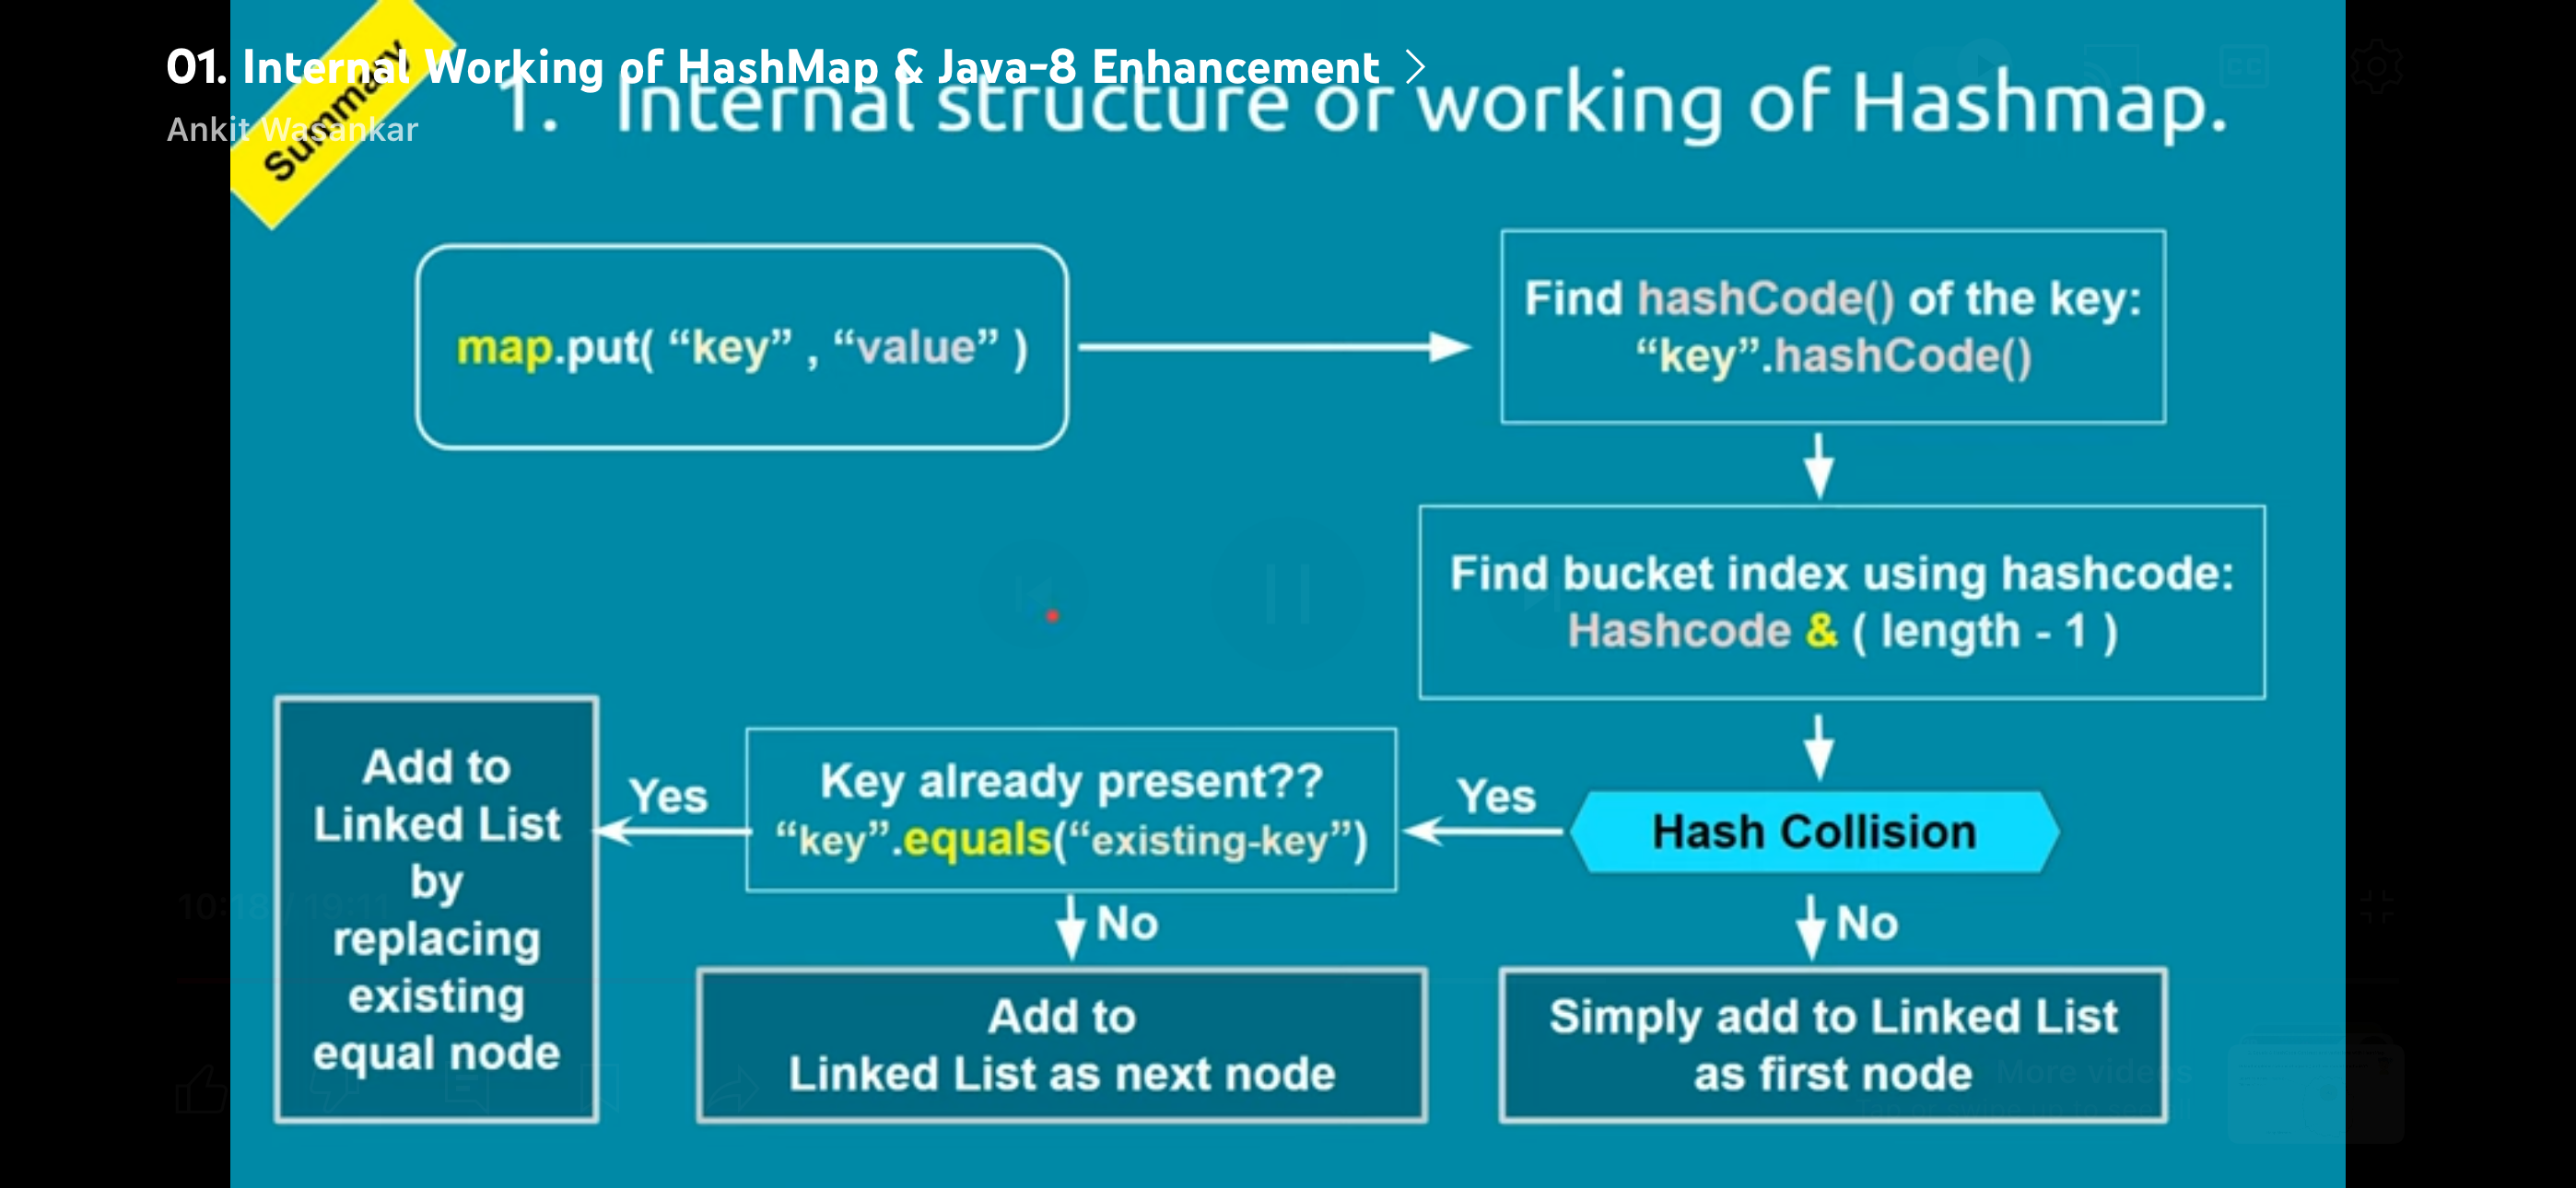 01. Internal Working of HashMap & Java-8 Enhancement
Ankit Wasankar
Summary
1. Internal structure or working of Hashmap.
map.put( “key” , “value” )
Find hashCode() of the key:
“key”.hashCode()
Find bucket index using hashcode:
Hashcode & ( length - 1 )
Hash Collision
Yes
No
Key already present??
“key”.equals(“existing-key”)
Yes
No
Add to
Linked List
by
replacing
existing
equal node
Add to
Linked List as next node
Simply add to Linked List
as first node
10:18 / 19:11
More videos
CC